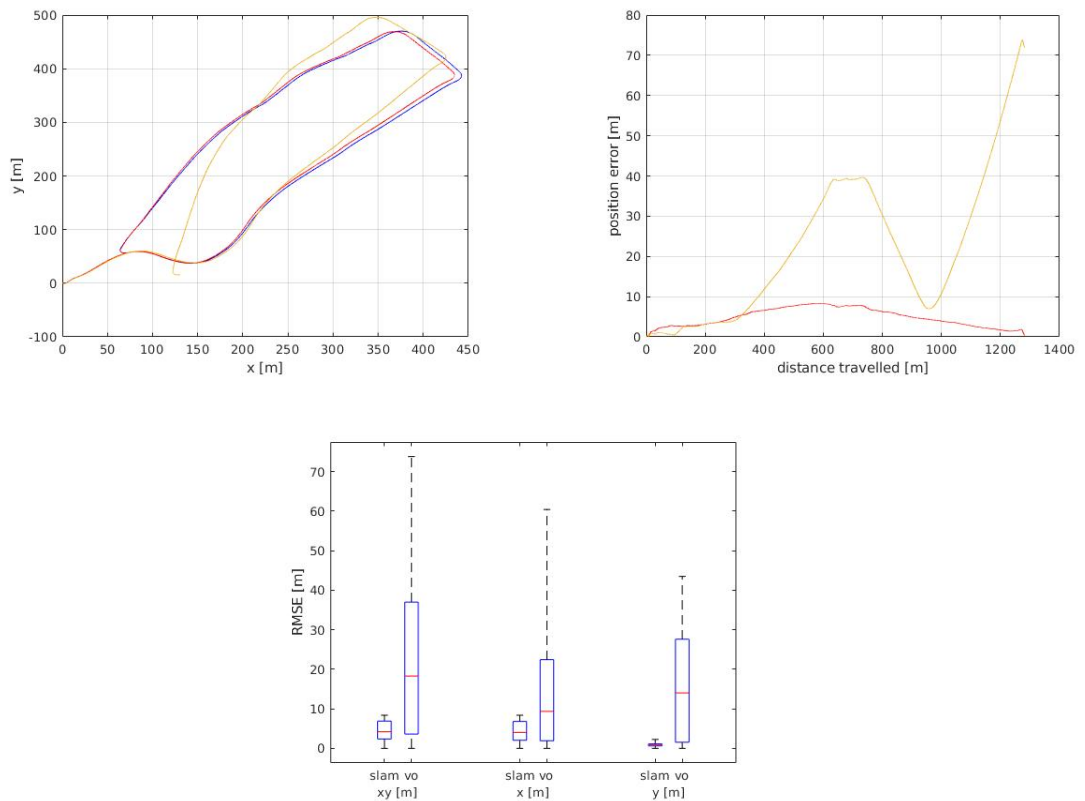 500
400
300
200
100
0
-100
y [m]
0 50 100 150 200 250 300 350 400 450
x [m]
80
70
60
50
40
30
20
10
0
position error [m]
0 200 400 600 800 1000 1200 1400
distance travelled [m]
70
60
50
40
30
20
10
0
RMSE [m]
slam vo slam vo slam vo
xy [m] x [m] y [m]